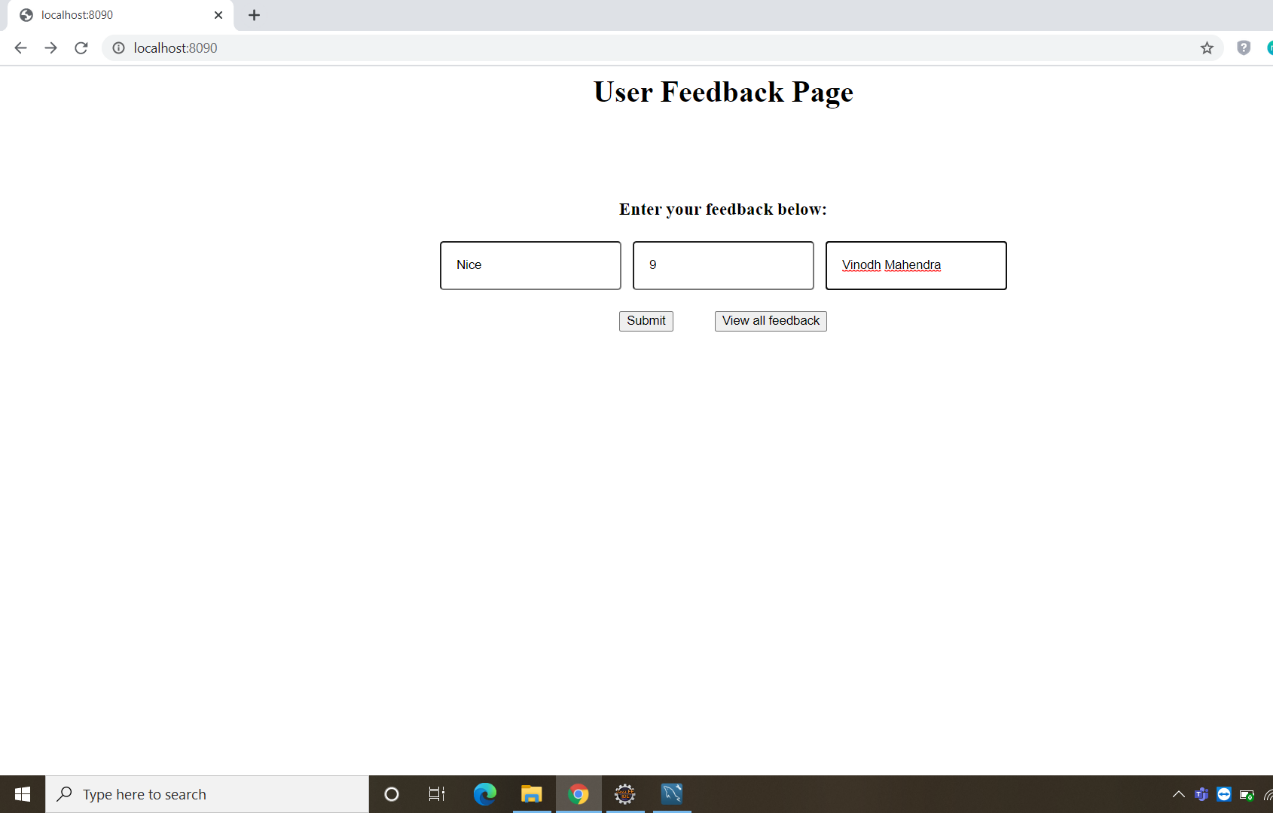 localhost:8090
localhost:8090
User Feedback Page
Enter your feedback below:
Nice 9 Vinodh Mahendra
Submit View all feedback
Type here to search